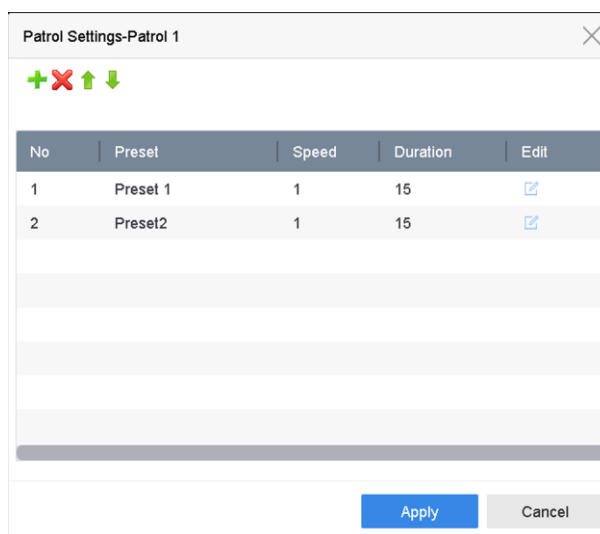 Patrol Settings-Patrol 1
No Preset Speed Duration Edit
1 Preset 1 1 15
2 Preset2 1 15
Apply Cancel